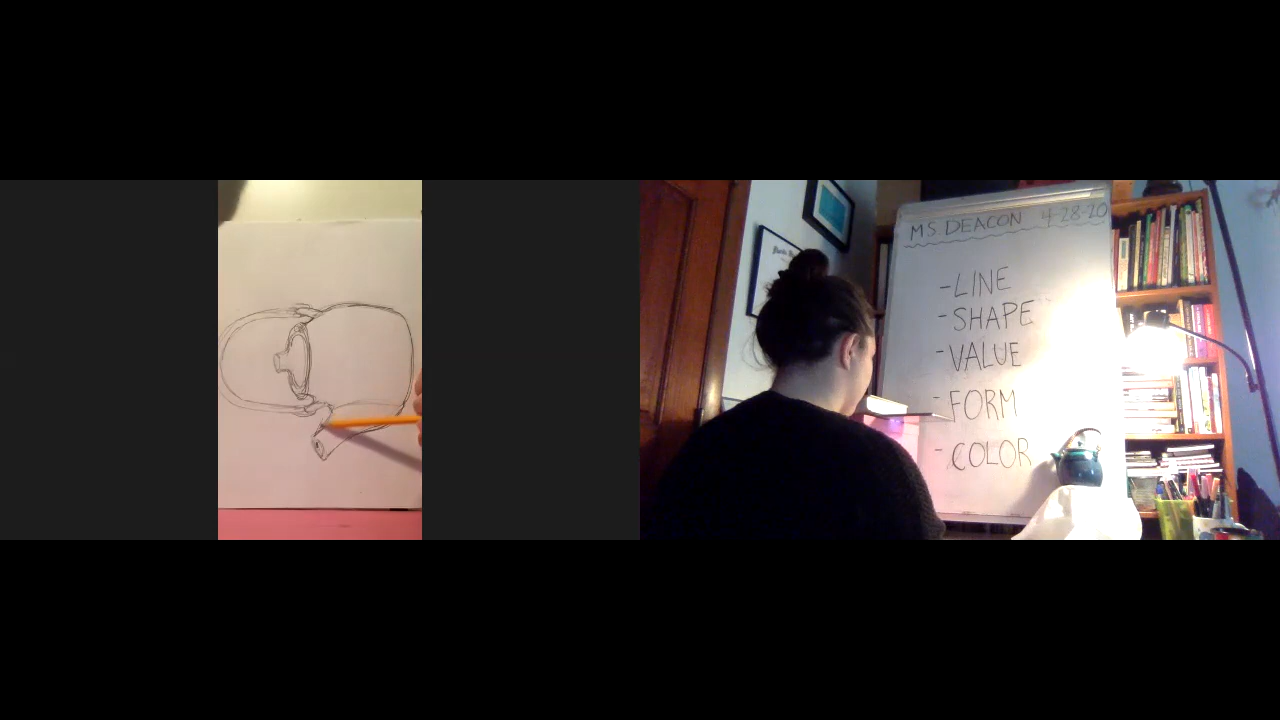 MS. DEACON 4-28-20
- LINE
- SHAPE
- VALUE
- FORM
- COLOR